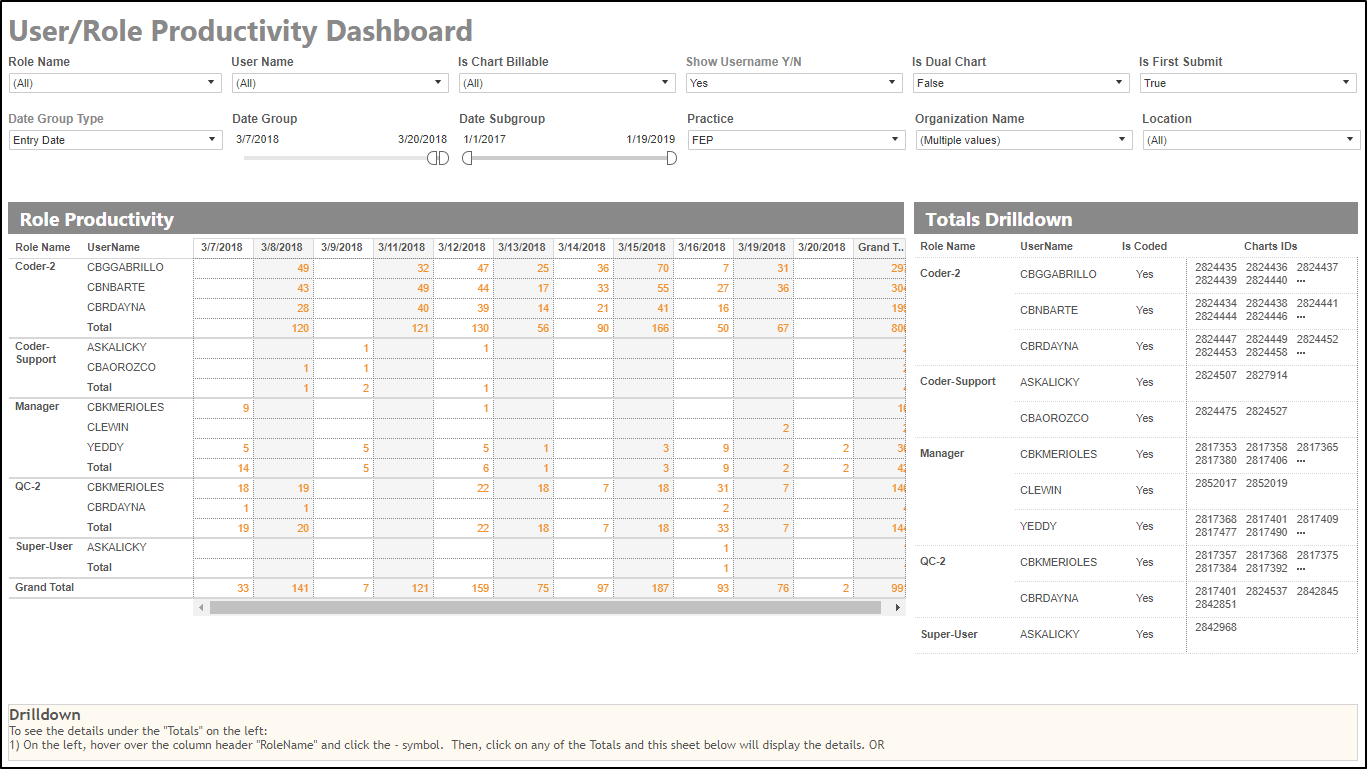 User/Role Productivity Dashboard
Role Name User Name Is Chart Billable Show Username Y/N Is Dual Chart Is First Submit
(All) (All) (All) Yes False True
Date Group Type Date Group Date Subgroup Practice Organization Name Location
Entry Date 3/7/2018 3/20/2018 1/1/2017 1/19/2019 FEP (Multiple values) (All)
Role Productivity
Role Name UserName 3/7/2018 3/8/2018 3/9/2018 3/11/2018 3/12/2018 3/13/2018 3/14/2018 3/15/2018 3/16/2018 3/19/2018 3/20/2018 Grand T..
Coder-2 CBGGABRILLO 49 32 47 25 36 70 7 31
CBNBARTE 43 49 44 17 33 55 27 36
CBRDAYNA 28 40 39 14 21 41 16
Total 120 121 130 56 90 166 50 67
Coder-Support ASKALICKY 1 1
CBAOROZCO 1 1
Total 1 2 1
Manager CBKMERIOLES 9 1
CLEWIN 2
YEDDY 5 5 5 1 3 9 2
Total 14 5 6 1 3 9 2 2
QC-2 CBKMERIOLES 18 19 22 18 7 18 31 7
CBRDAYNA 1 1 2
Total 19 20 22 18 7 18 33 7
Super-User ASKALICKY 1
Total 1
Grand Total 33 141 7 121 159 75 97 187 93 76 2 991
Totals Drilldown
Role Name UserName Is Coded Charts IDs
Coder-2 CBGGABRILLO Yes 2824435 2824436 2824437
2824439 2824440 ...
CBNBARTE Yes 2824434 2824438 2824441
2824444 2824446 ...
CBRDAYNA Yes 2824447 2824449 2824452
2824453 2824458 ...
Coder-Support ASKALICKY Yes 2824507 2827914
CBAOROZCO Yes 2824475 2824527
Manager CBKMERIOLES Yes 2817353 2817358 2817365
2817380 2817406 ...
CLEWIN Yes 2852017 2852019
YEDDY Yes 2817368 2817401 2817409
2817477 2817490 ...
QC-2 CBKMERIOLES Yes 2817357 2817368 2817375
2817384 2817392 ...
CBRDAYNA Yes 2817401 2824537 2842845
2842851
Super-User ASKALICKY Yes 2842968
Drilldown
To see the details under the "Totals" on the left:
1) On the left, hover over the column header "RoleName" and click the - symbol. Then, click on any of the Totals and this sheet below will display the details. OR